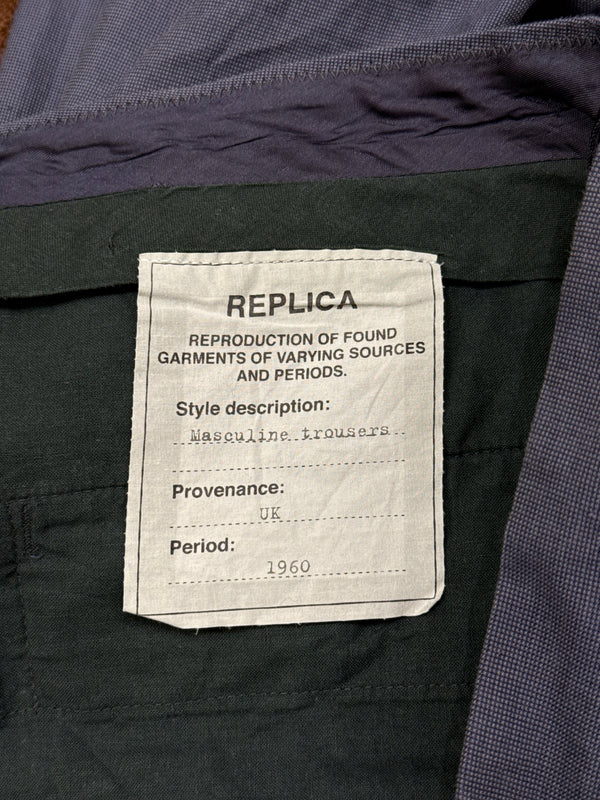 REPLICA
REPRODUCTION OF FOUND
GARMENTS OF VARYING SOURCES
AND PERIODS.
Style description:
Masculine trousers
Provenance:
UK
Period:
1960